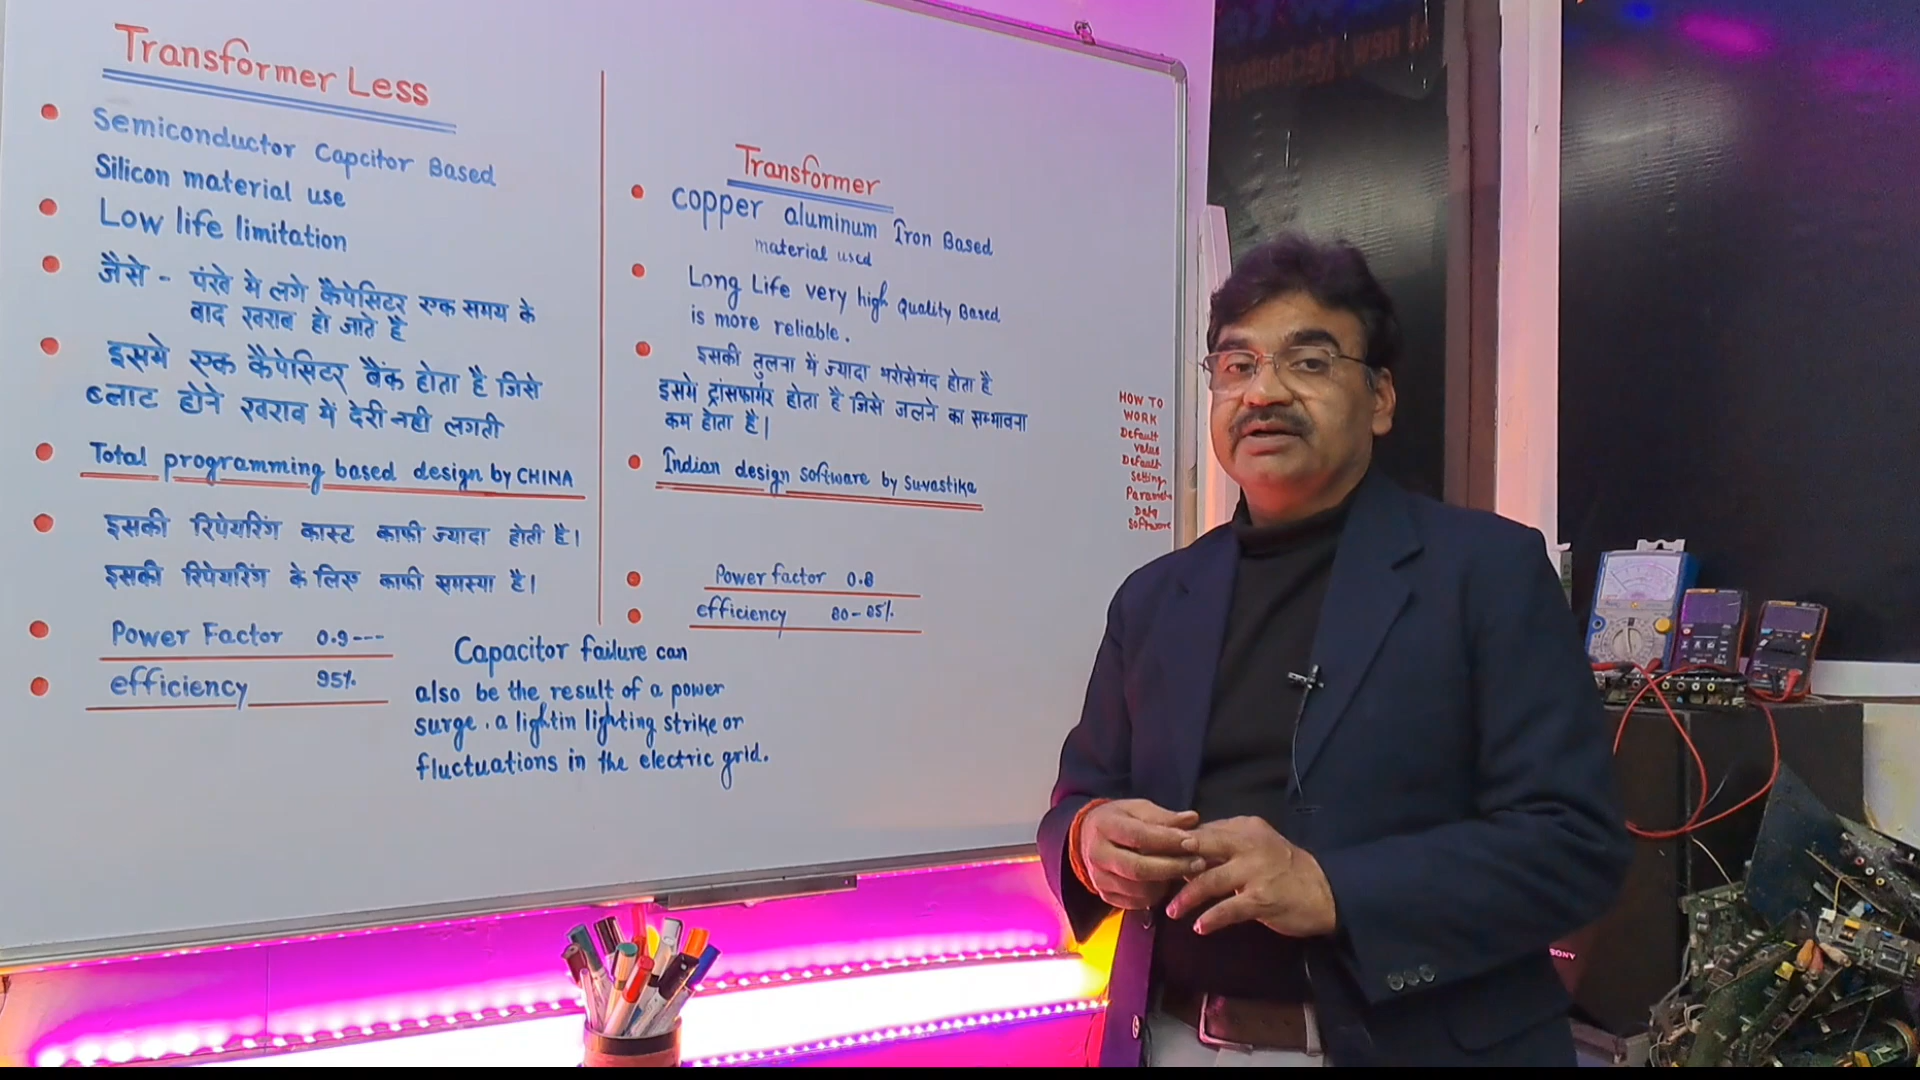 Transformer Less
Semiconductor Capcitor Based
Silicon material use
Low life limitation
जैसे - पंखे मे लगे कैपेसिटर एक समय के
बाद खराब हो जाते है
इसमे एक कैपेसिटर बैंक होता है जिसे
ब्लाट होने खराब में देरी नही लगती
Total programming based design by CHINA
इसकी रिपेयरिंग कास्ट काफी ज्यादा होती है।
इसकी रिपेयरिंग के लिए काफी समस्या है।
Power Factor 0.9---
efficiency 95%
Capacitor failure can
also be the result of a power
surge. a lightin lighting strike or
fluctuations in the electric grid.
Transformer
copper aluminum Iron Based
material used
Long Life very high Quality Based
is more reliable.
इसकी तुलना में ज्यादा भरोसेमंद होता है
इसमे ट्रांसफार्मर होता है जिसे जलने का सम्भावना
कम होता है|
Indian design software by Su-vastika
Power factor 0.8
efficiency 80-85%
HOW TO
WORK
Default
Value
Default
Setting
Data
Software
SONY